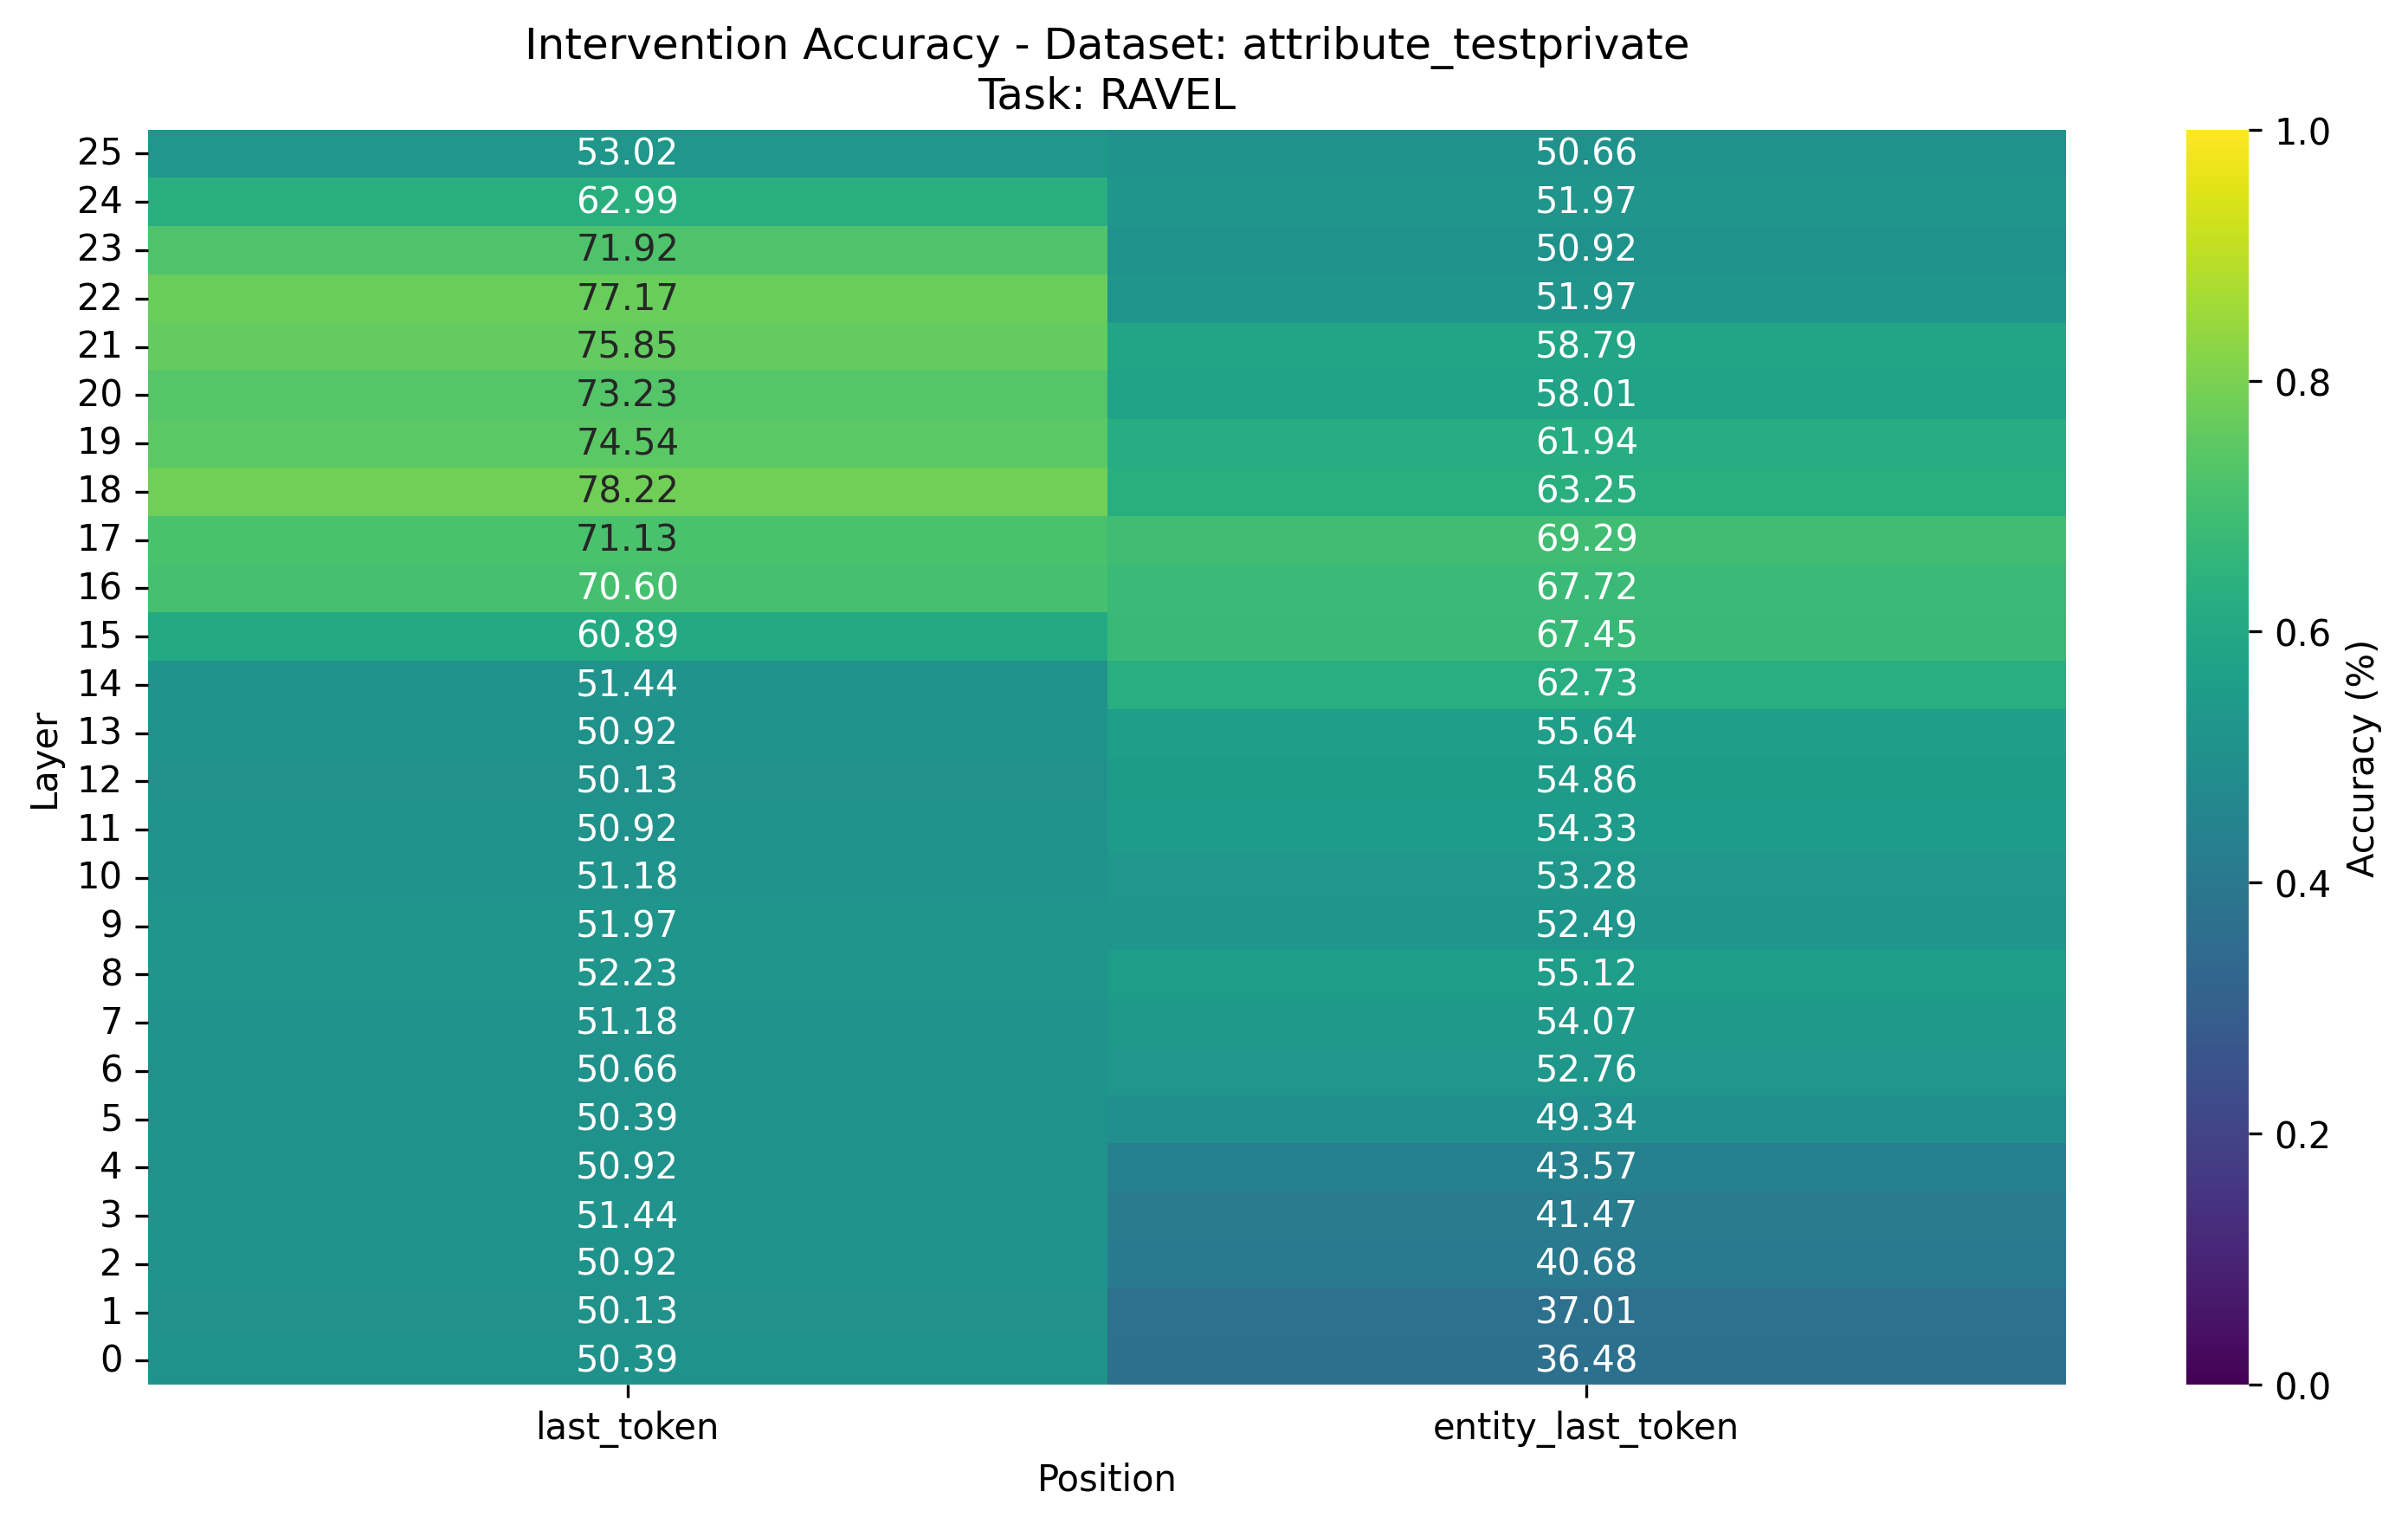 Intervention Accuracy - Dataset: attribute_testprivate
Task: RAVEL
25 53.02 50.66
24 62.99 51.97
23 71.92 50.92
22 77.17 51.97
21 75.85 58.79
20 73.23 58.01
19 74.54 61.94
18 78.22 63.25
17 71.13 69.29
16 70.60 67.72
15 60.89 67.45
14 51.44 62.73
13 50.92 55.64
12 50.13 54.86
11 50.92 54.33
10 51.18 53.28
9 51.97 52.49
8 52.23 55.12
7 51.18 54.07
6 50.66 52.76
5 50.39 49.34
4 50.92 43.57
3 51.44 41.47
2 50.92 40.68
1 50.13 37.01
0 50.39 36.48
Layer
last_token entity_last_token
Position
1.0
0.8
0.6
0.4
0.2
0.0
Accuracy (%)